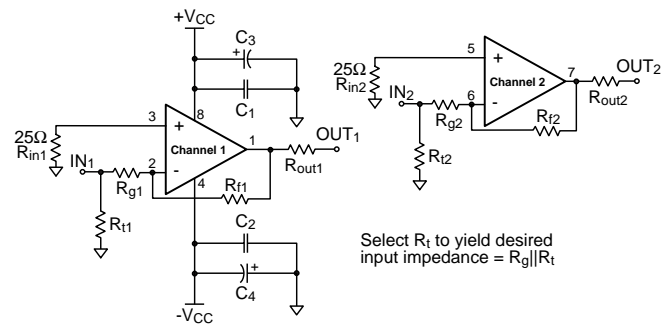 +VCC
C3
+
C1
3
8
+
Channel 1
1
OUT1
Rout1
25Ω
Rin1
IN1
Rg1
2
-
4
Rf1
Rt1
C2
+
C4
-VCC
5
+
Channel 2
7
OUT2
Rout2
25Ω
Rin2
IN2
Rg2
6
-
Rf2
Rt2
Select Rt to yield desired
input impedance = Rg||Rt